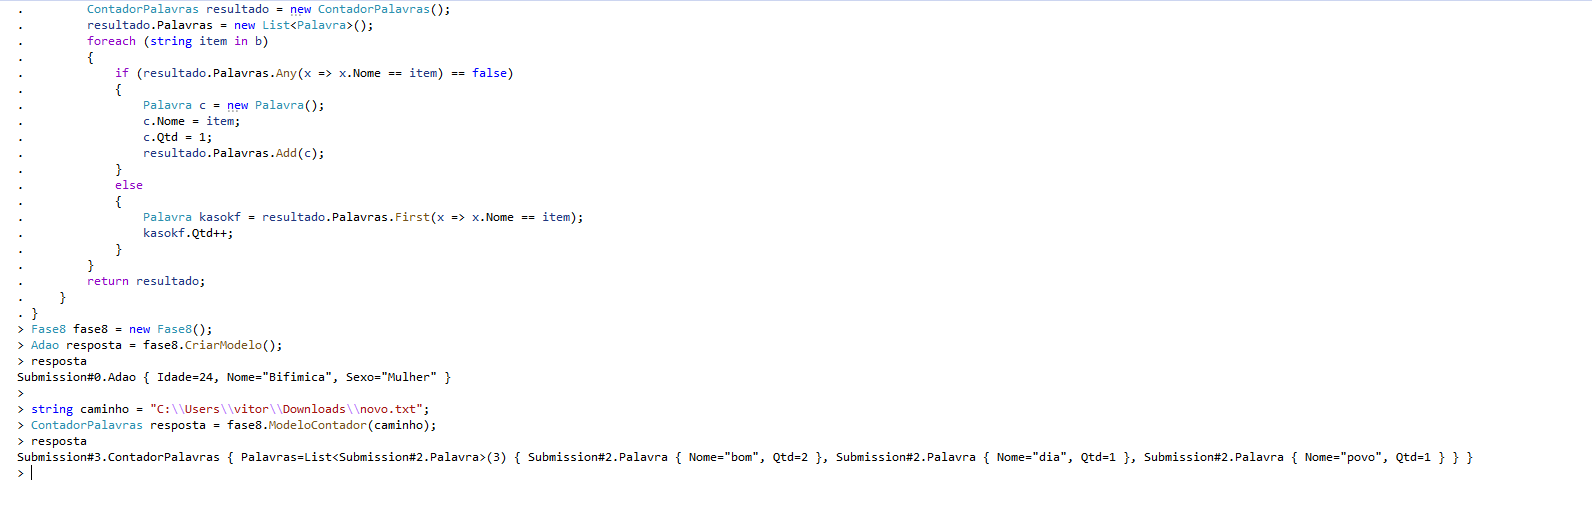 .         ContadorPalavras resultado = new ContadorPalavras();
.         resultado.Palavras = new List<Palavra>();
.         foreach (string item in b)
.         {
.             if (resultado.Palavras.Any(x => x.Nome == item) == false)
.             {
.                 Palavra c = new Palavra();
.                 c.Nome = item;
.                 c.Qtd = 1;
.                 resultado.Palavras.Add(c);
.             }
.             else
.             {
.                 Palavra kasokf = resultado.Palavras.First(x => x.Nome == item);
.                 kasokf.Qtd++;
.             }
.         }
.         return resultado;
.     }
. }
> Fase8 fase8 = new Fase8();
> Adao resposta = fase8.CriarModelo();
> resposta
Submission#0.Adao { Idade=24, Nome="Bifimica", Sexo="Mulher" }
>
> string caminho = "C:\\Users\\vitor\\Downloads\\novo.txt";
> ContadorPalavras resposta = fase8.ModeloContador(caminho);
> resposta
Submission#3.ContadorPalavras { Palavras=List<Submission#2.Palavra>(3) { Submission#2.Palavra { Nome="bom", Qtd=2 }, Submission#2.Palavra { Nome="dia", Qtd=1 }, Submission#2.Palavra { Nome="povo", Qtd=1 } } }
>